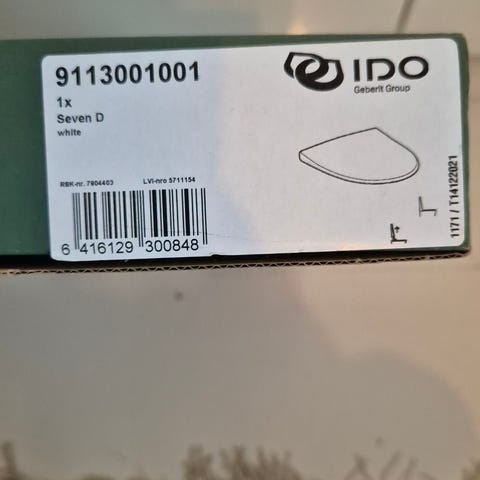 9113001001
IDO
Geberit Group
1x
Seven D
white
RSK-nr. 7904403
LVI-nro 5711154
6 416129 300848
1171 / T14122021